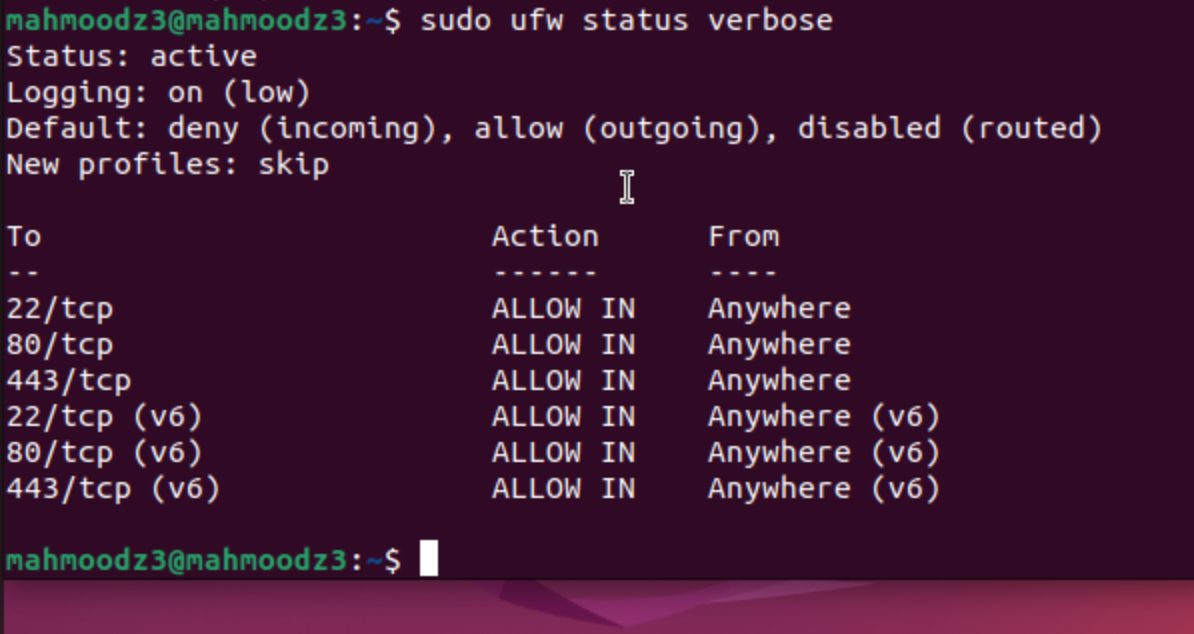 mahmoodz3@mahmoodz3:~$ sudo ufw status verbose
Status: active
Logging: on (low)
Default: deny (incoming), allow (outgoing), disabled (routed)
New profiles: skip
To Action From
-- ------ ----
22/tcp ALLOW IN Anywhere
80/tcp ALLOW IN Anywhere
443/tcp ALLOW IN Anywhere
22/tcp (v6) ALLOW IN Anywhere (v6)
80/tcp (v6) ALLOW IN Anywhere (v6)
443/tcp (v6) ALLOW IN Anywhere (v6)
mahmoodz3@mahmoodz3:~$